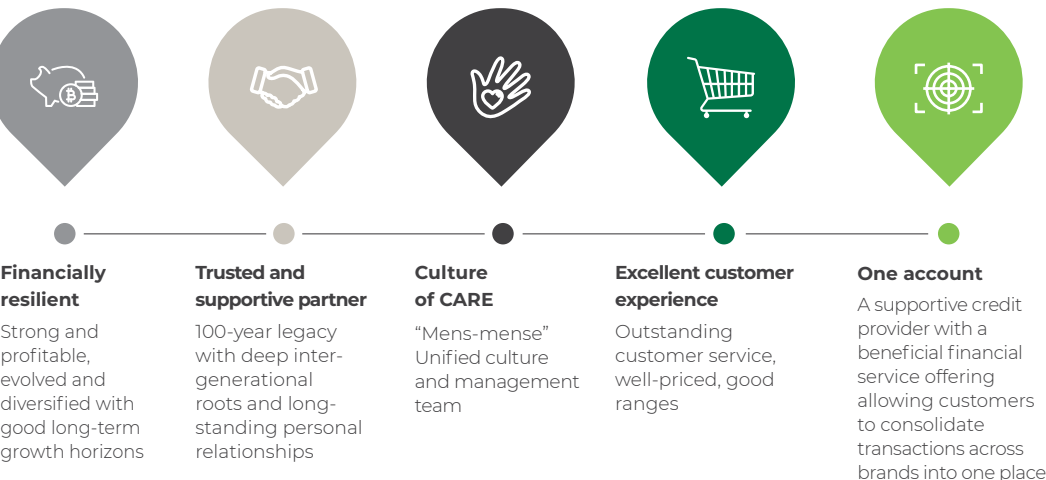 Financially
resilient
Strong and
profitable,
evolved and
diversified with
good long-term
growth horizons
Trusted and
supportive partner
100-year legacy
with deep inter-
generational
roots and long-
standing personal
relationships
Culture
of CARE
“Mens-mense”
Unified culture
and management
team
Excellent customer
experience
Outstanding
customer service,
well-priced, good
ranges
One account
A supportive credit
provider with a
beneficial financial
service offering
allowing customers
to consolidate
transactions across
brands into one place